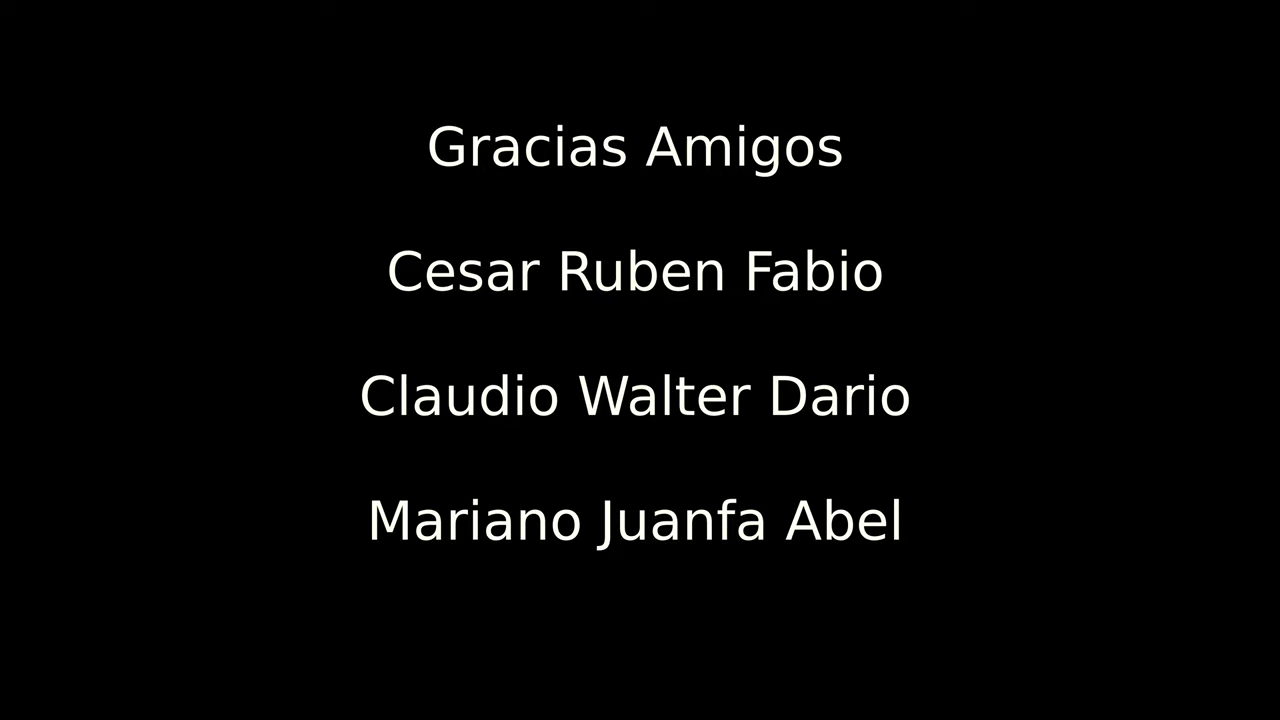 Gracias Amigos
Cesar Ruben Fabio
Claudio Walter Dario
Mariano Juanfa Abel